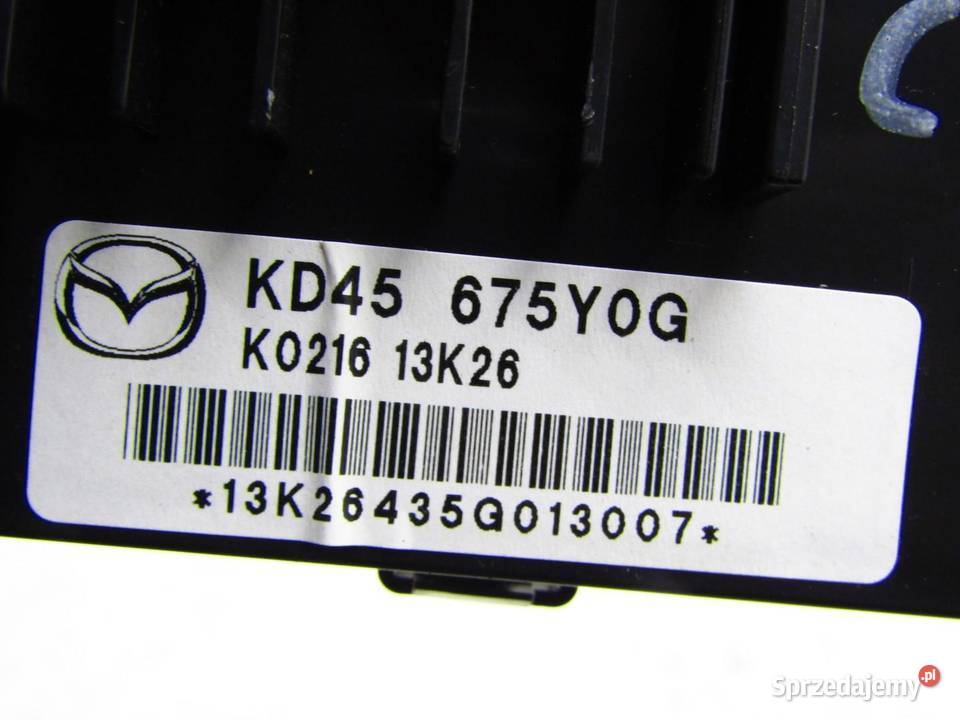 KD45 675Y0G
K0216 13K26
*13K26435G013007*
Sprzedajemy.pl